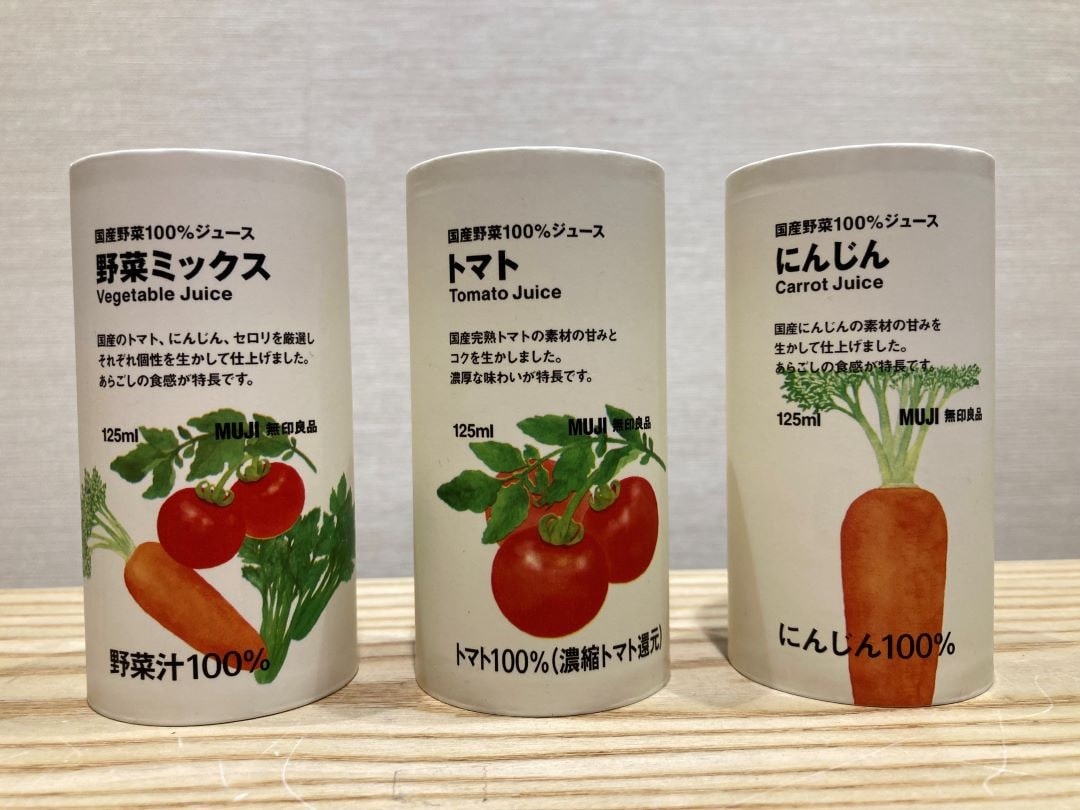 国産野菜100%ジュース
野菜ミックス
Vegetable Juice
国産のトマト、にんじん、セロリを厳選し
それぞれ個性を生かして仕上げました。
あらごしの食感が特長です。
125ml
MUJI 無印良品
野菜汁100%
国産野菜100%ジュース
トマト
Tomato Juice
国産完熟トマトの素材の甘みと
コクを生かしました。
濃厚な味わいが特長です。
125ml
MUJI 無印良品
トマト100%(濃縮トマト還元)
国産野菜100%ジュース
にんじん
Carrot Juice
国産にんじんの素材の甘みを
生かして仕上げました。
あらごしの食感が特長です。
125ml
MUJI 無印良品
にんじん100%